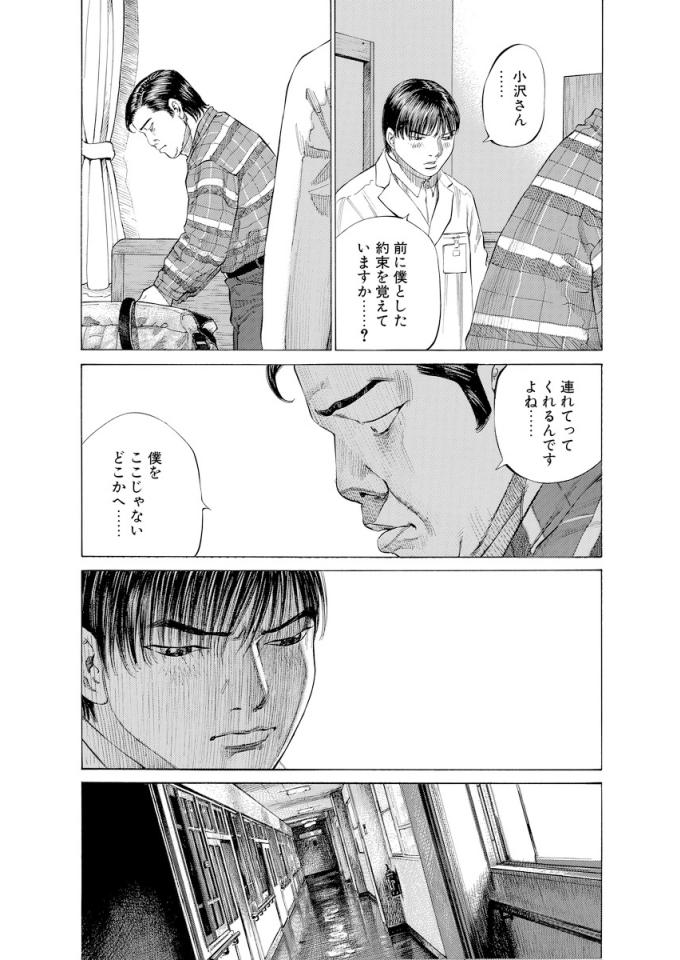 小沢さん
……
前に僕とした
約束を覚えて
いますか……？
連れてって
くれるんです
よね……
僕を
ここじゃない
どこかへ……